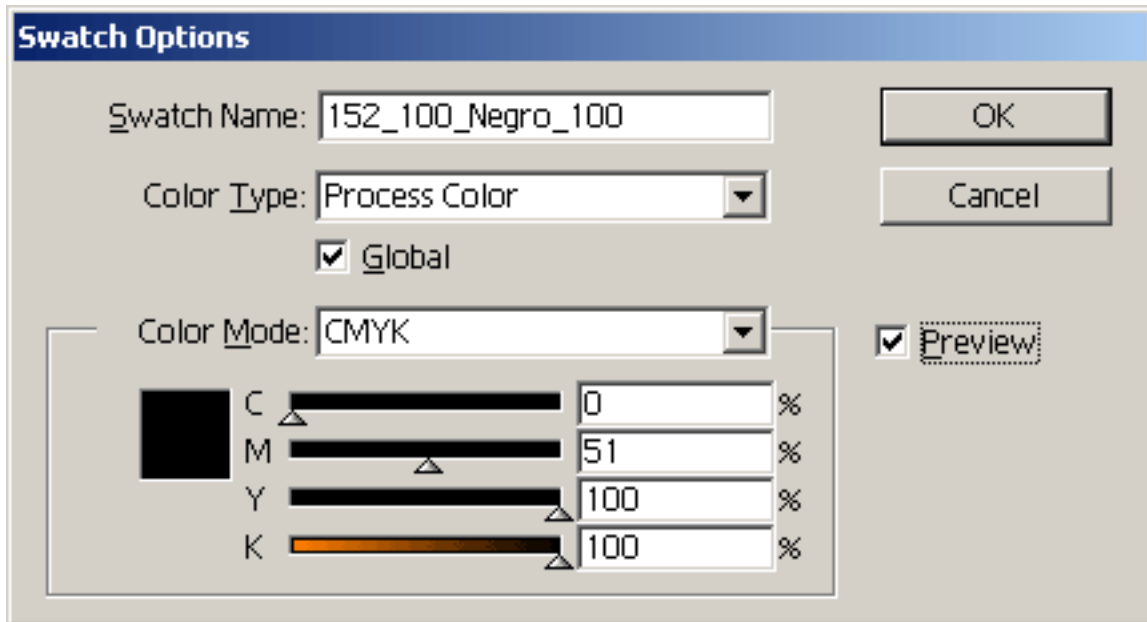 Swatch Options
Swatch Name: 152_100_Negro_100
OK
Color Type: Process Color
Cancel
Global
Color Mode: CMYK
Preview
C 0 %
M 51 %
Y 100 %
K 100 %